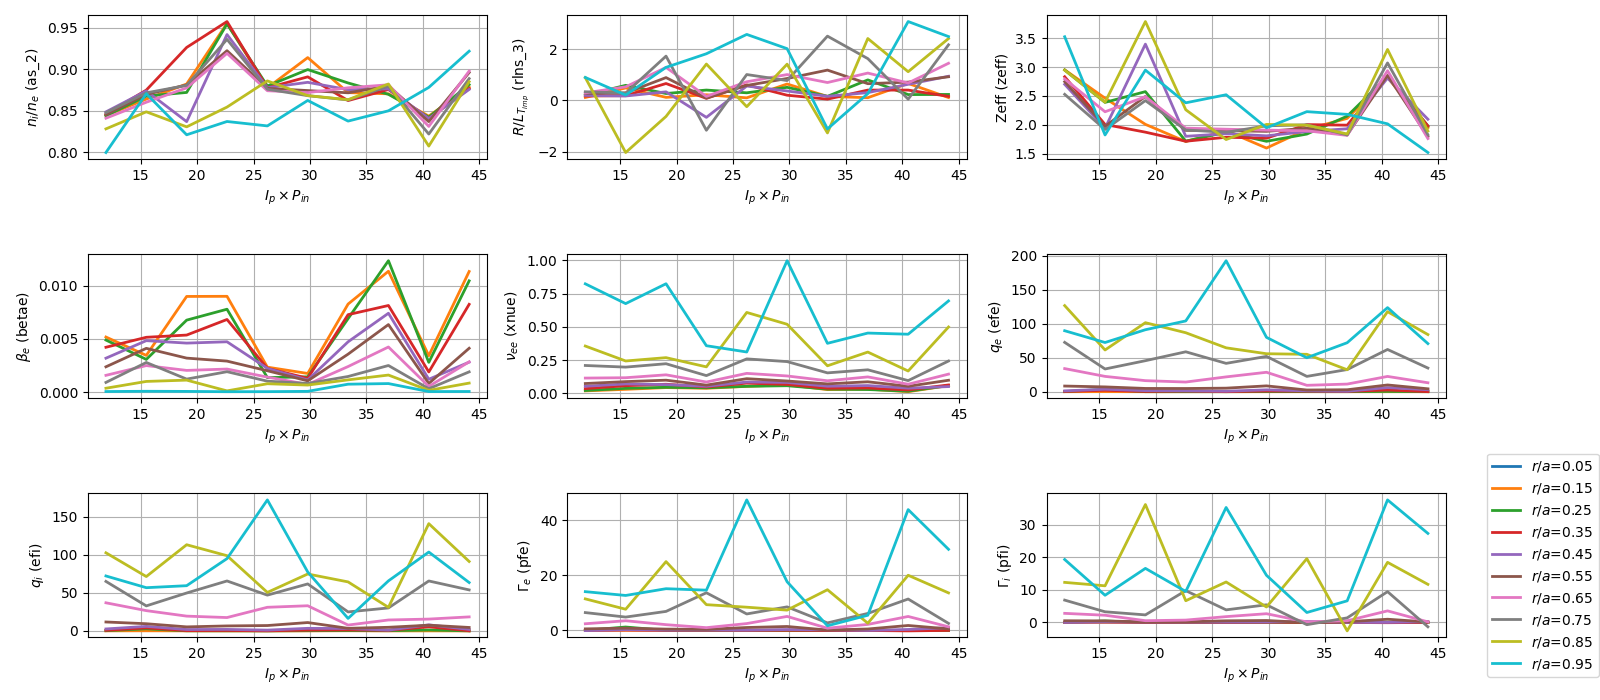 n_i/n_e (as_2)
0.95
0.90
0.85
0.80
15 20 25 30 35 40 45
I_p × P_in
R/L_T_imp (rlns_3)
2
0
−2
15 20 25 30 35 40 45
I_p × P_in
Zeff (zeff)
3.5
3.0
2.5
2.0
1.5
15 20 25 30 35 40 45
I_p × P_in
β_e (betae)
0.010
0.005
0.000
15 20 25 30 35 40 45
I_p × P_in
ν_ee (xnue)
1.00
0.75
0.50
0.25
0.00
15 20 25 30 35 40 45
I_p × P_in
q_e (efe)
200
150
100
50
0
15 20 25 30 35 40 45
I_p × P_in
q_i (efi)
150
100
50
0
15 20 25 30 35 40 45
I_p × P_in
Γ_e (pfe)
40
20
0
15 20 25 30 35 40 45
I_p × P_in
Γ_i (pfi)
30
20
10
0
15 20 25 30 35 40 45
I_p × P_in
r/a=0.05
r/a=0.15
r/a=0.25
r/a=0.35
r/a=0.45
r/a=0.55
r/a=0.65
r/a=0.75
r/a=0.85
r/a=0.95